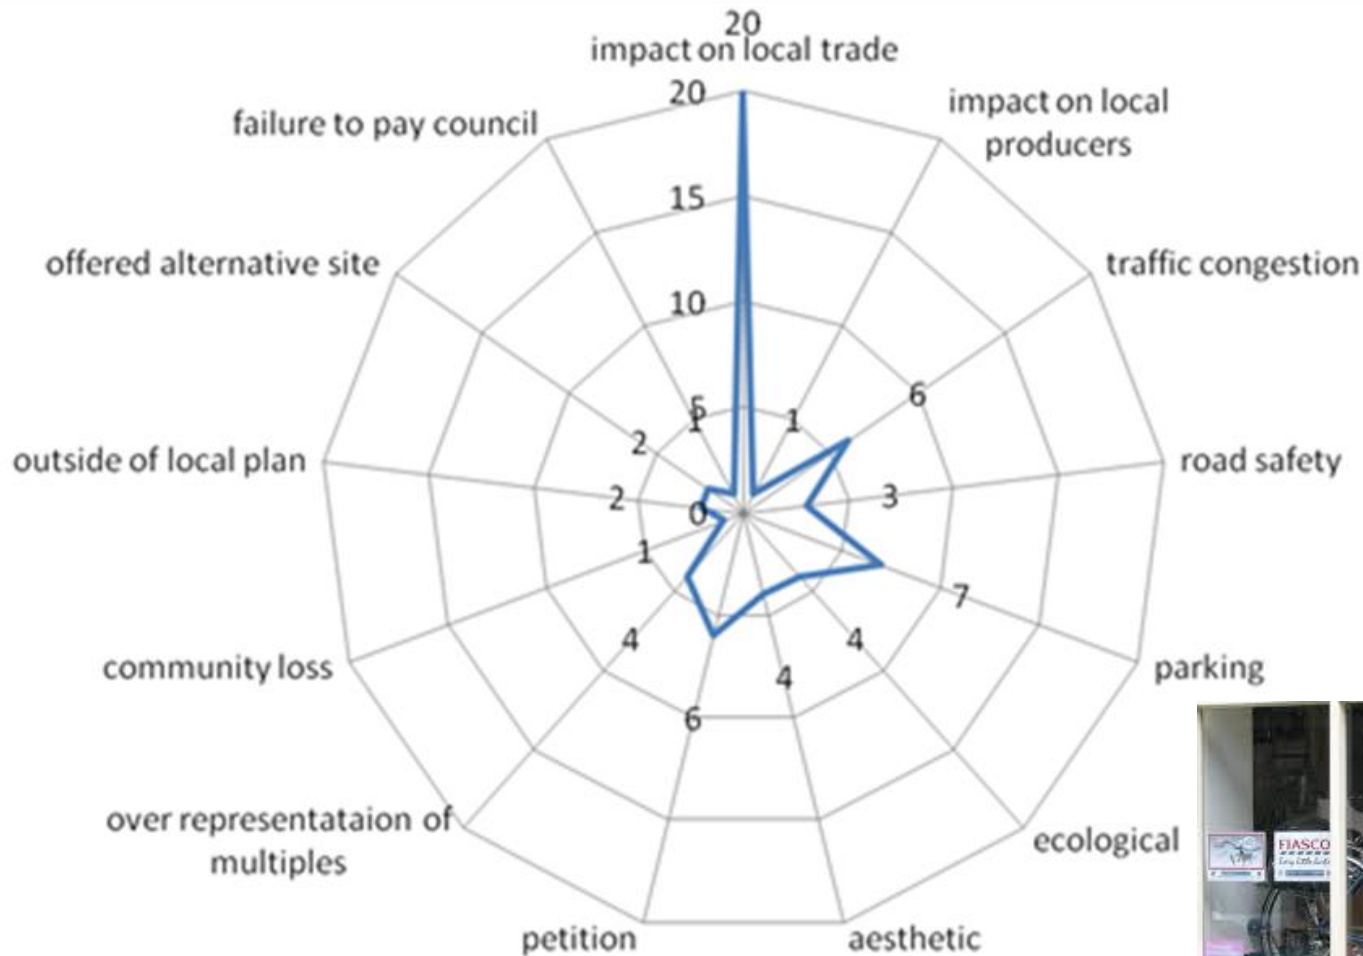 20
impact on local trade
20
impact on local
producers
failure to pay council
15
offered alternative site
traffic congestion
10
6
5
1
1
2
outside of local plan
road safety
2
3
0
1
7
community loss
4
4
parking
4
6
over representataion of
multiples
ecological
petition
aesthetic
FIASCO